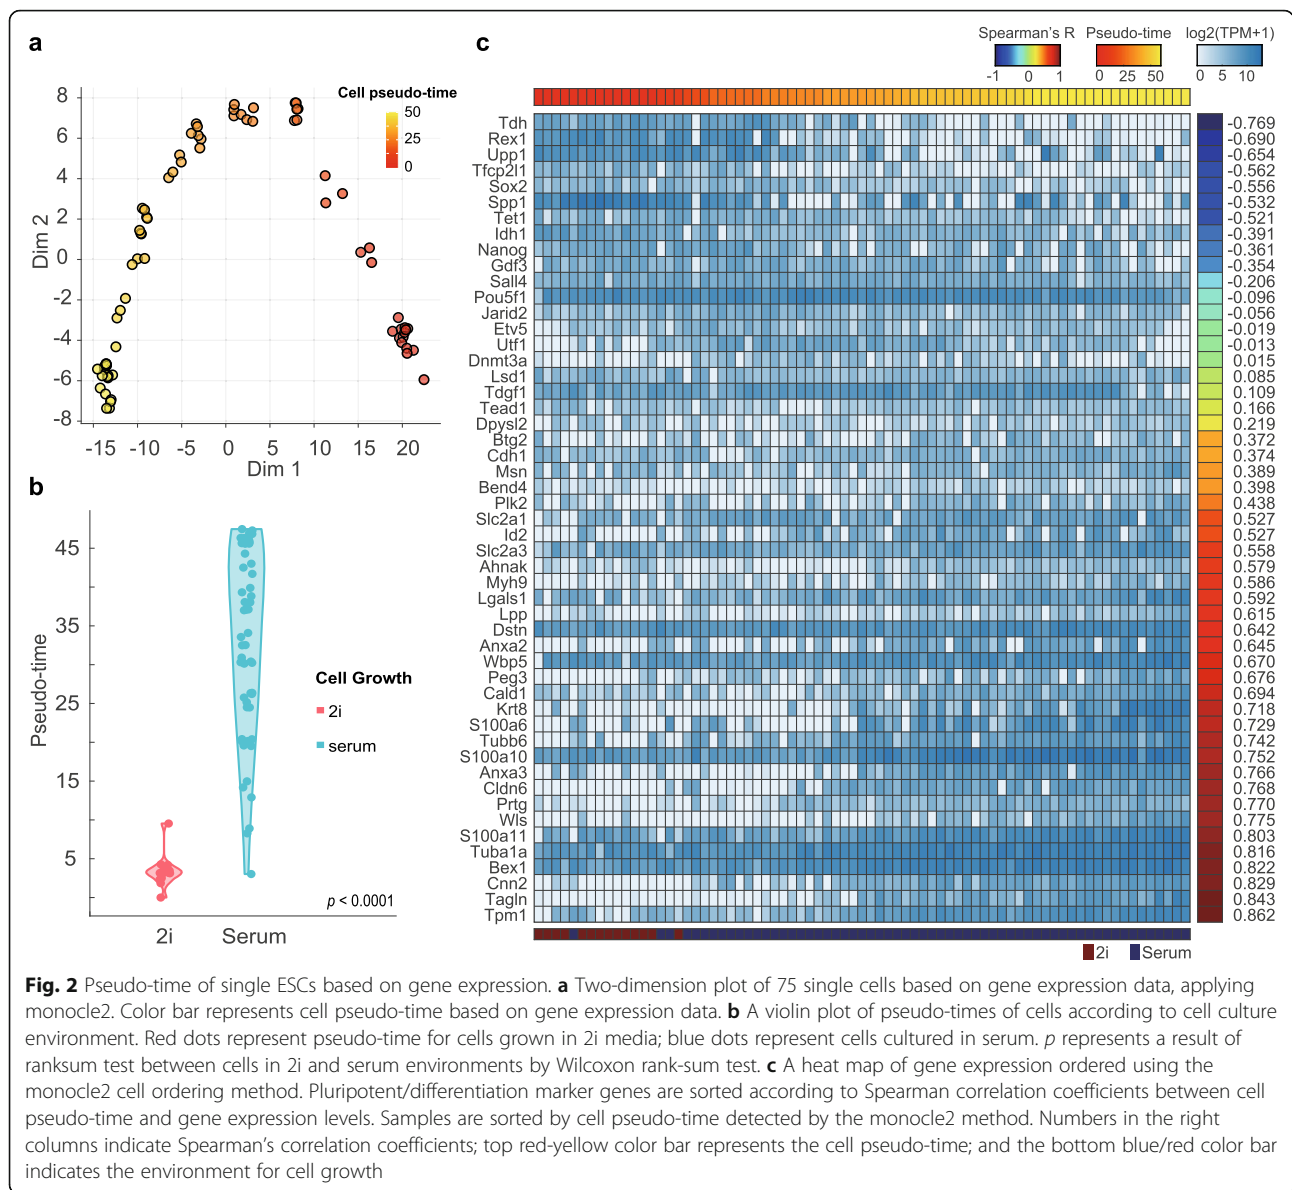 a
Cell pseudo-time
50
25
0
8
6
4
2
0
-2
-4
-6
-8
Dim 2
-15 -10 -5 0 5 10 15 20
Dim 1
b
45
35
25
15
5
Pseudo-time
Cell Growth
2i
serum
p < 0.0001
2i Serum
c
Spearman's R Pseudo-time log2(TPM+1)
-1 0 1 0 25 50 0 5 10
Tdh -0.769
Rex1 -0.690
Upp1 -0.654
Tfcp2l1 -0.562
Sox2 -0.556
Spp1 -0.532
Tet1 -0.521
Idh1 -0.391
Nanog -0.361
Gdf3 -0.354
Sall4 -0.206
Pou5f1 -0.096
Jarid2 -0.056
Etv5 -0.019
Utf1 -0.013
Dnmt3a 0.015
Lsd1 0.085
Tdgf1 0.109
Tead1 0.166
Dpysl2 0.219
Btg2 0.372
Cdh1 0.374
Msn 0.389
Bend4 0.398
Plk2 0.438
Slc2a1 0.527
Id2 0.527
Slc2a3 0.558
Ahnak 0.579
Myh9 0.586
Lgals1 0.592
Lpp 0.615
Dstn 0.642
Anxa2 0.645
Wbp5 0.670
Peg3 0.676
Cald1 0.694
Krt8 0.718
S100a6 0.729
Tubb6 0.742
S100a10 0.752
Anxa3 0.766
Cldn6 0.768
Prtg 0.770
Wls 0.775
S100a11 0.803
Tuba1a 0.816
Bex1 0.822
Cnn2 0.829
Tagln 0.843
Tpm1 0.862
2i Serum
Fig. 2 Pseudo-time of single ESCs based on gene expression. a Two-dimension plot of 75 single cells based on gene expression data, applying
monocle2. Color bar represents cell pseudo-time based on gene expression data. b A violin plot of pseudo-times of cells according to cell culture
environment. Red dots represent pseudo-time for cells grown in 2i media; blue dots represent cells cultured in serum. p represents a result of
ranksum test between cells in 2i and serum environments by Wilcoxon rank-sum test. c A heat map of gene expression ordered using the
monocle2 cell ordering method. Pluripotent/differentiation marker genes are sorted according to Spearman correlation coefficients between cell
pseudo-time and gene expression levels. Samples are sorted by cell pseudo-time detected by the monocle2 method. Numbers in the right
columns indicate Spearman's correlation coefficients; top red-yellow color bar represents the cell pseudo-time; and the bottom blue/red color bar
indicates the environment for cell growth